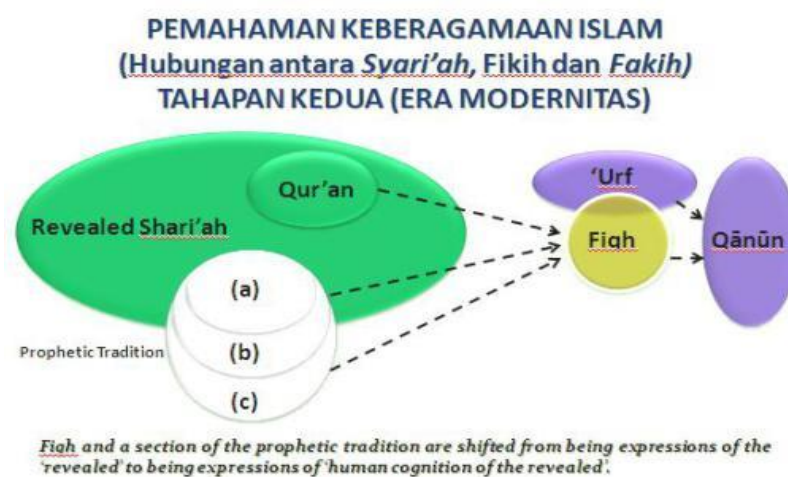 PEMAHAMAN KEBERAGAMAAN ISLAM
(Hubungan antara Syari'ah, Fikih dan Fakih)
TAHAPAN KEDUA (ERA MODERNITAS)
Qur'an
'Urf
Revealed Shari'ah
Fiqh
Qānūn
(a)
Prophetic Tradition
(b)
(c)
Fiqh and a section of the prophetic tradition are shifted from being expressions of the
'revealed' to being expressions of 'human cognition of the revealed'.